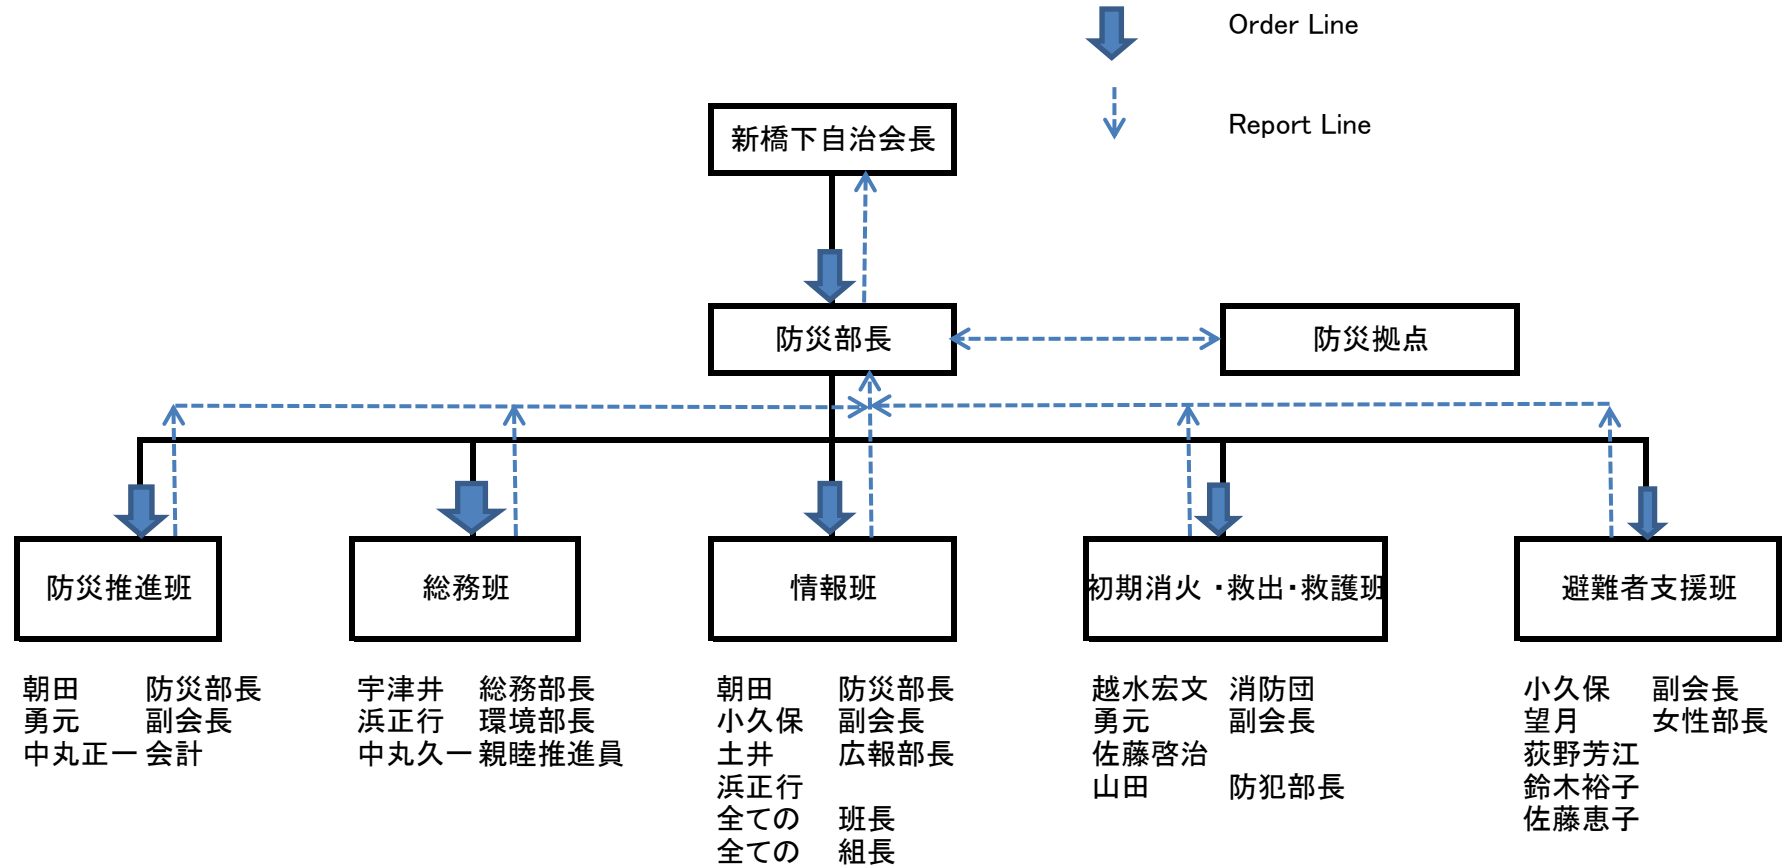 Order Line
Report Line
新橋下自治会長
防災部長
防災拠点
防災推進班
総務班
情報班
初期消火・救出・救護班
避難者支援班
朝田 防災部長
勇元 副会長
中丸正一 会計
宇津井 総務部長
浜正行 環境部長
中丸久一 親睦推進員
朝田 防災部長
小久保 副会長
土井 広報部長
浜正行
全ての 班長
全ての 組長
越水宏文 消防団
勇元 副会長
佐藤啓治
山田 防犯部長
小久保 副会長
望月 女性部長
荻野芳江
鈴木裕子
佐藤恵子